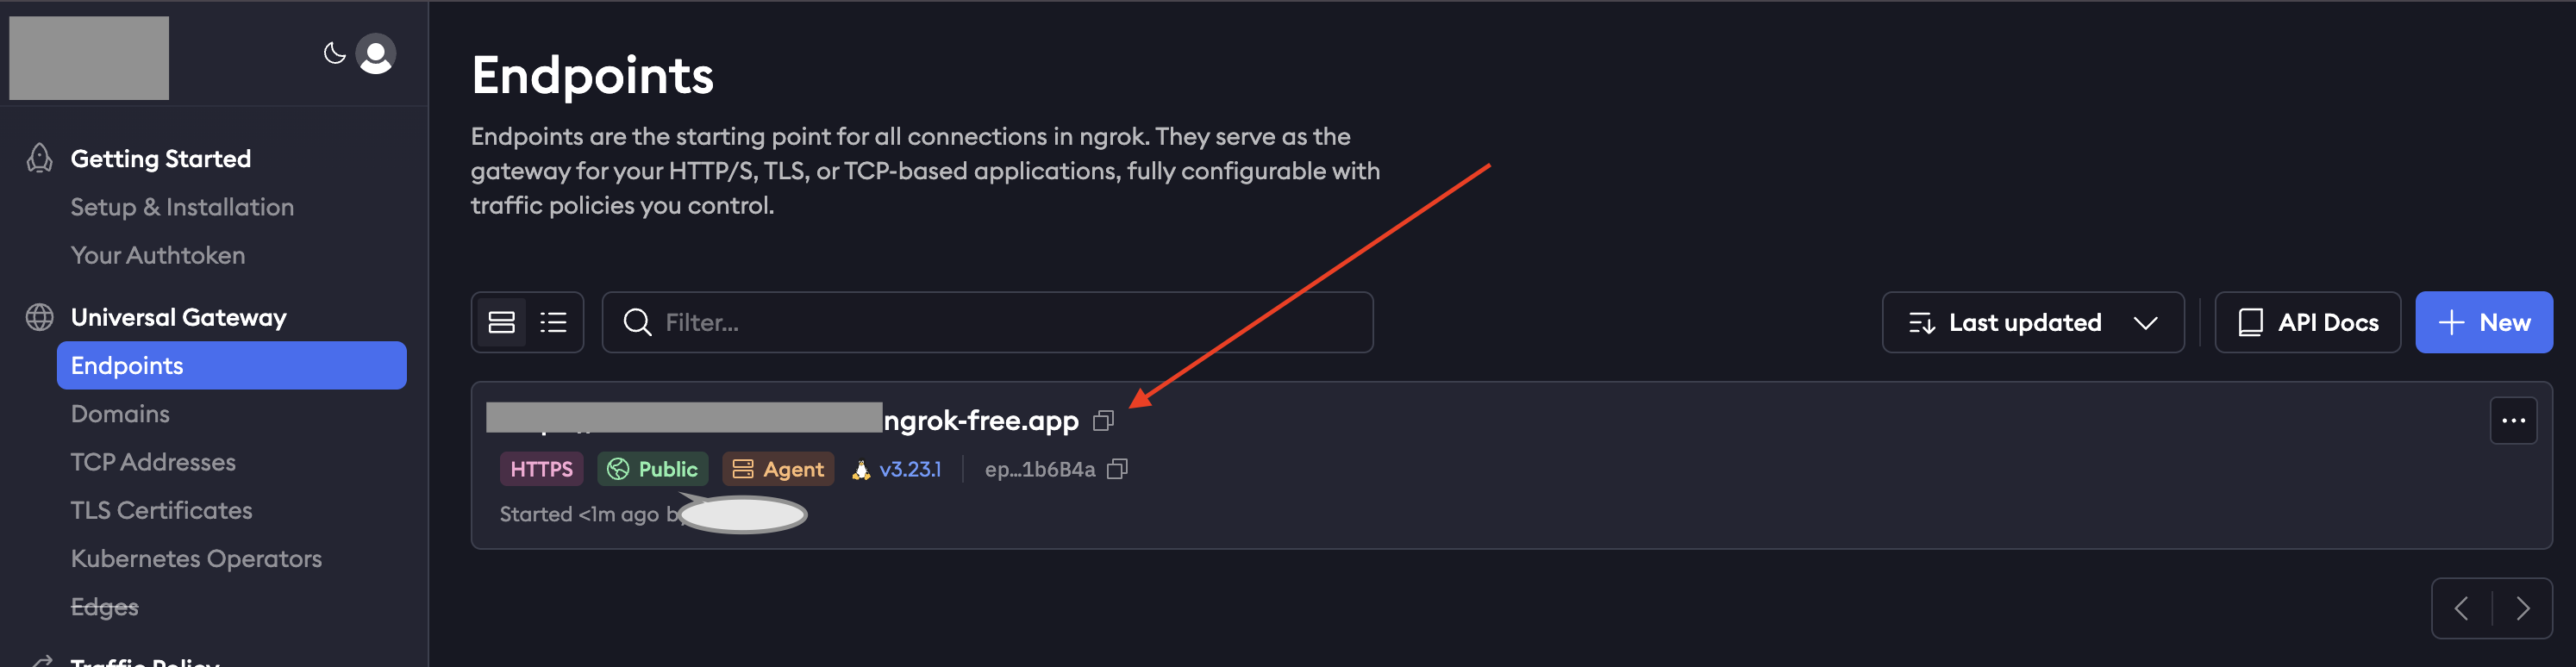 Getting Started
Setup & Installation
Your Authtoken
Universal Gateway
Endpoints
Domains
TCP Addresses
TLS Certificates
Kubernetes Operators
Edges
Traffic Policy
Endpoints
Endpoints are the starting point for all connections in ngrok. They serve as the
gateway for your HTTP/S, TLS, or TCP-based applications, fully configurable with
traffic policies you control.
Filter...
Last updated
API Docs
New
ngrok-free.app
HTTPS Public Agent v3.23.1 ep...1b6B4a
Started <1m ago by